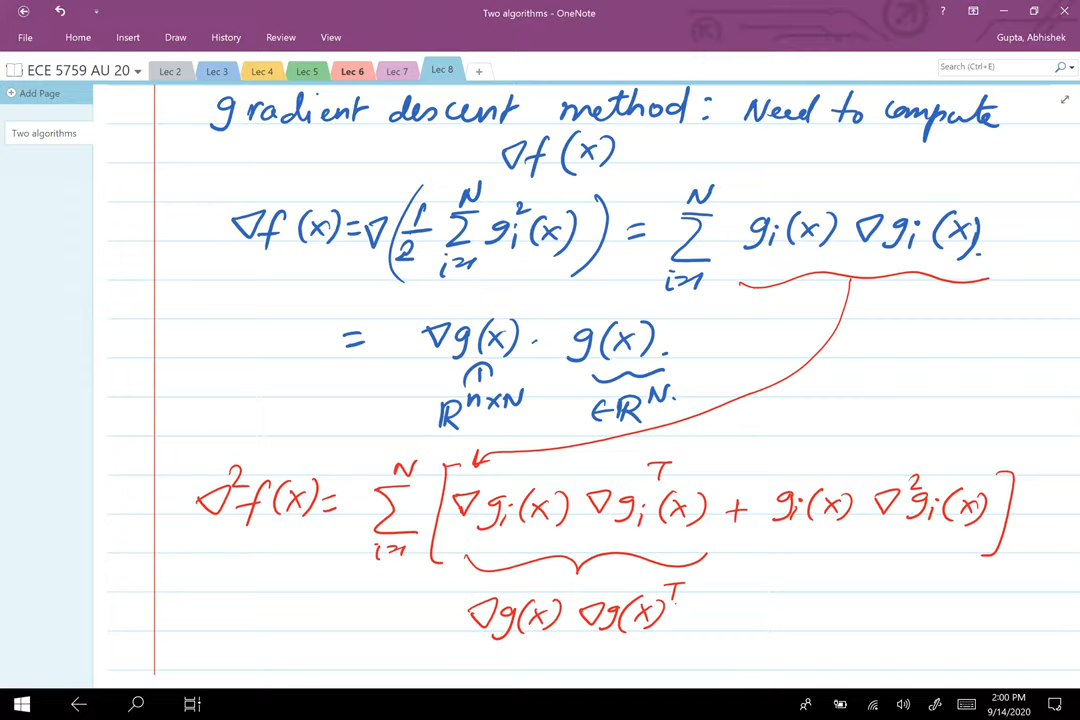 Two algorithms - OneNote
File Home Insert Draw History Review View
Gupta, Abhishek
ECE 5759 AU 20
Lec 2 Lec 3 Lec 4 Lec 5 Lec 6 Lec 7 Lec 8 +
Search (Ctrl+E)
Add Page
Two algorithms
gradient descent method: Need to compute
∇f(x)
∇f(x)=∇(1/2 ∑_{i=1}^{N} g_i^2(x)) = ∑_{i=1}^{N} g_i(x) ∇g_i(x).
= ∇g(x) · g(x).
ℝ^{n×N} ∈ℝ^N.
∇^2f(x)= ∑_{i=1}^{N} [∇g_i(x) ∇g_i^T(x) + g_i(x) ∇^2g_i(x)]
∇g(x) ∇g(x)^T
2:00 PM
9/14/2020